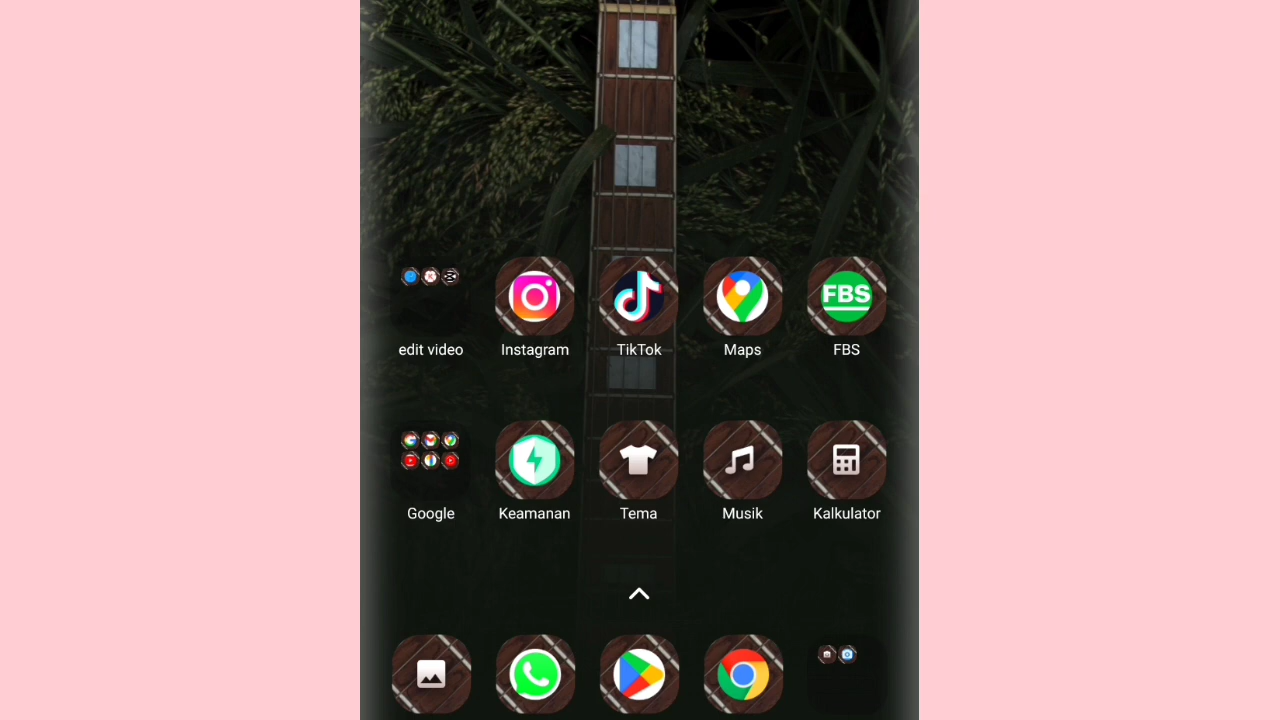 FBS
edit video
Instagram
TikTok
Maps
FBS
Google
Keamanan
Tema
Musik
Kalkulator